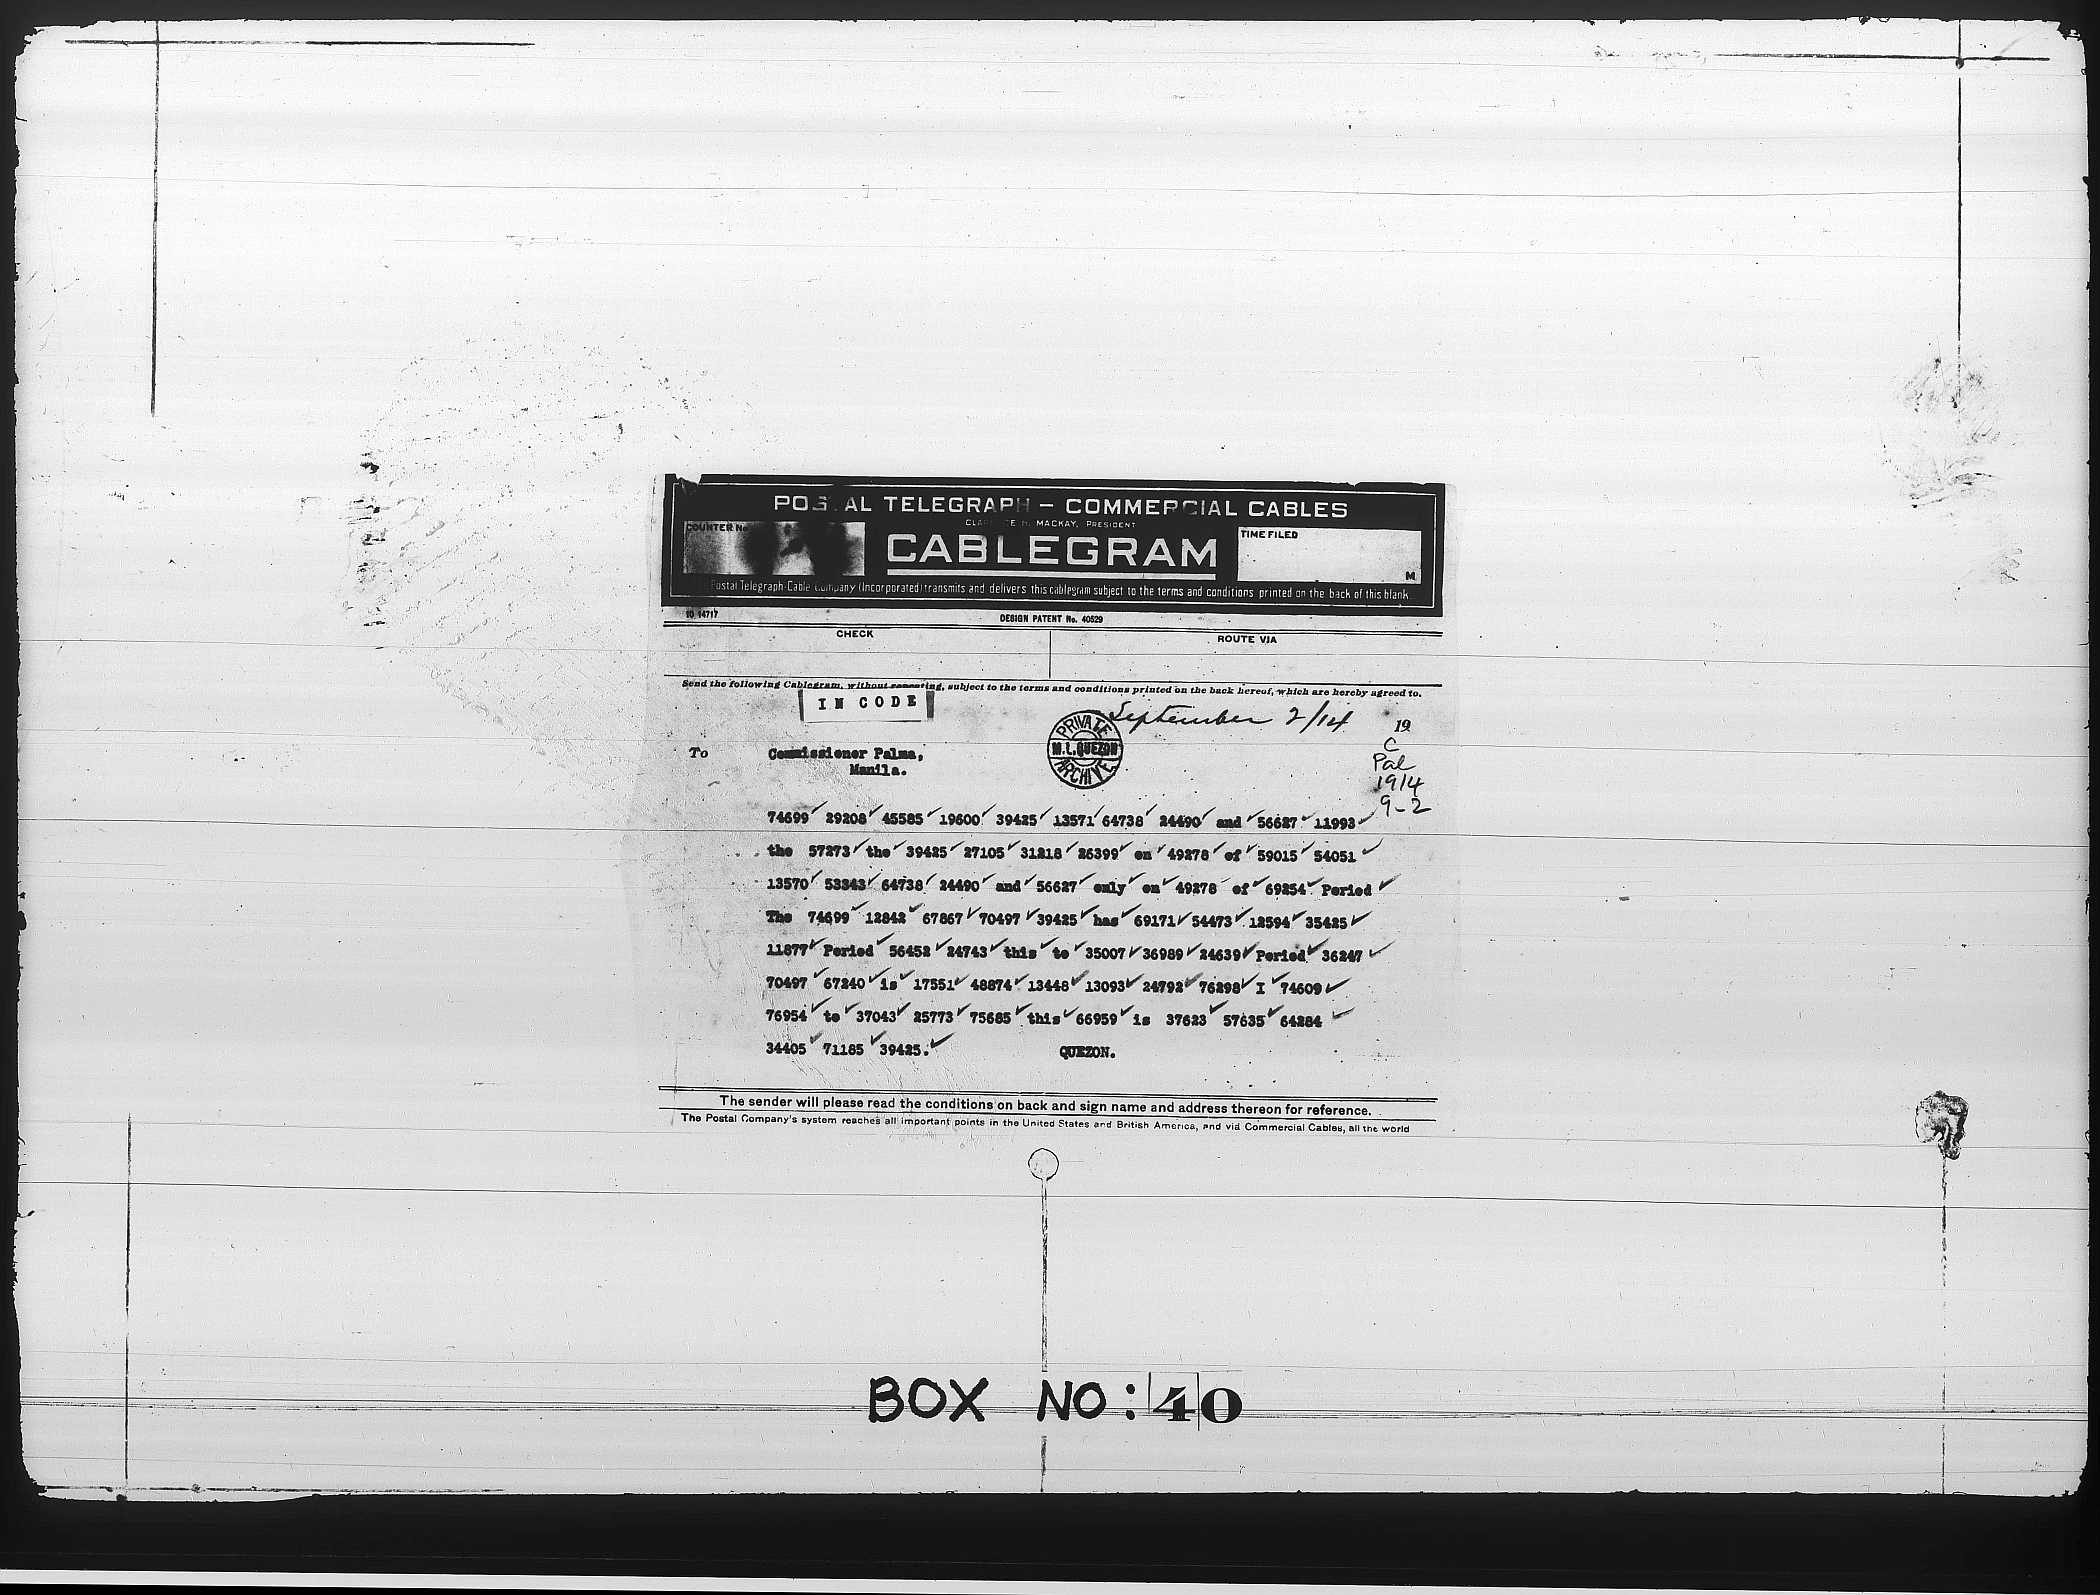 POSTAL TELEGRAPH – COMMERCIAL CABLES
CLARENCE H. MACKAY, PRESIDENT
COUNTER No.
CABLEGRAM
TIME FILED
M
Postal Telegraph-Cable Company (Incorporated) transmits and delivers this cablegram subject to the terms and conditions printed on the back of this blank.
10 14717
DESIGN PATENT No. 40529
CHECK
ROUTE VIA
Send the following Cablegram, without repeating, subject to the terms and conditions printed on the back hereof, which are hereby agreed to.
IN CODE
September 2/14 19
PRIVATE
M.L. QUEZON
ARCHIVE
C
Pal
1914
9-2
To Commissioner Palma,
Manila.
74699 29208 45585 19600 39425 13571 64738 24490 and 56627 11993
the 57273 the 39425 27105 31218 26399 on 49278 of 59015 54051
13570 53343 64738 24490 and 56627 only on 49278 of 69254 Period
The 74699 12842 67867 70497 39425 has 69171 54473 12594 35425
11877 Period 56452 24743 this to 35007 36989 24639 Period 36247
70497 67240 is 17551 48874 13448 13093 24792 76298 I 74609
76954 to 37043 25773 75685 this 66959 is 37623 57635 64284
34405 71185 39425. QUEZON.
The sender will please read the conditions on back and sign name and address thereon for reference.
The Postal Company's system reaches all important points in the United States and British America, and via Commercial Cables, all the world
BOX NO: 40